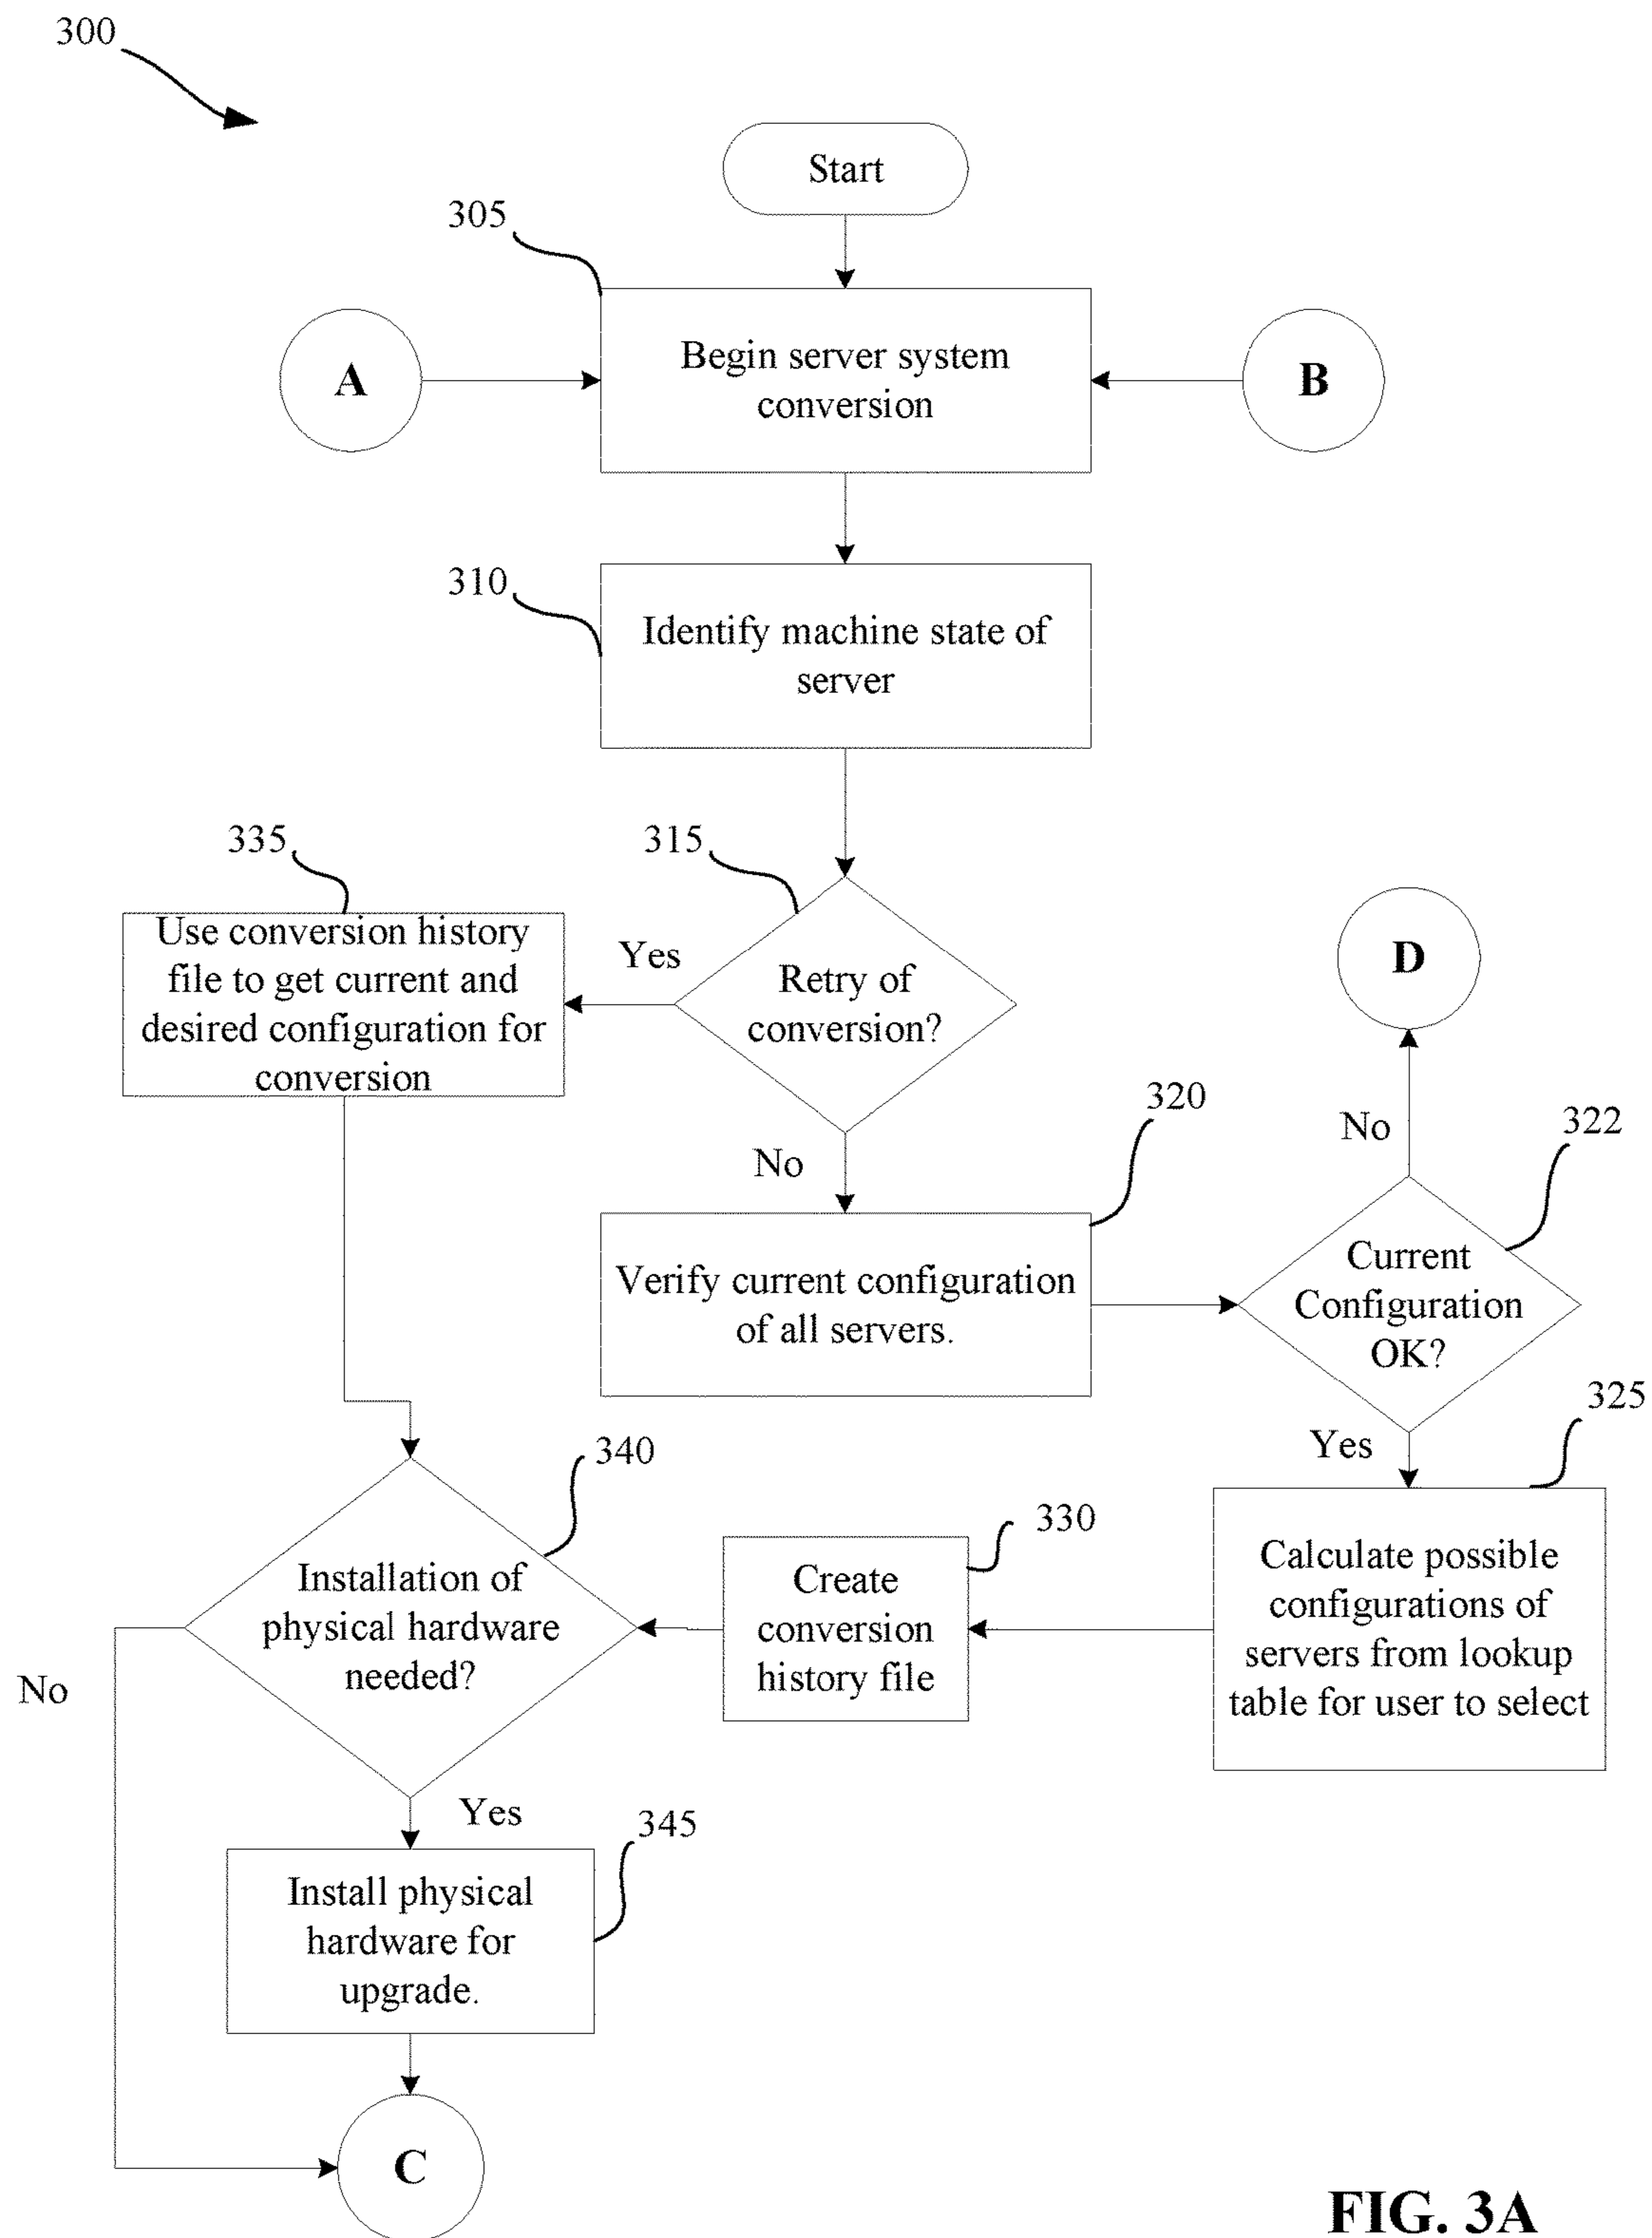 300
Start
305
A
Begin server system
conversion
B
310
Identify machine state of
server
335
315
Use conversion history
file to get current and
desired configuration for
conversion
Yes
Retry of
conversion?
D
No
320
No
322
Verify current configuration
of all servers.
Current
Configuration
OK?
Yes
325
340
Installation of
physical hardware
needed?
330
Create
conversion
history file
Calculate possible
configurations of
servers from lookup
table for user to select
No
Yes
345
Install physical
hardware for
upgrade.
C
FIG. 3A